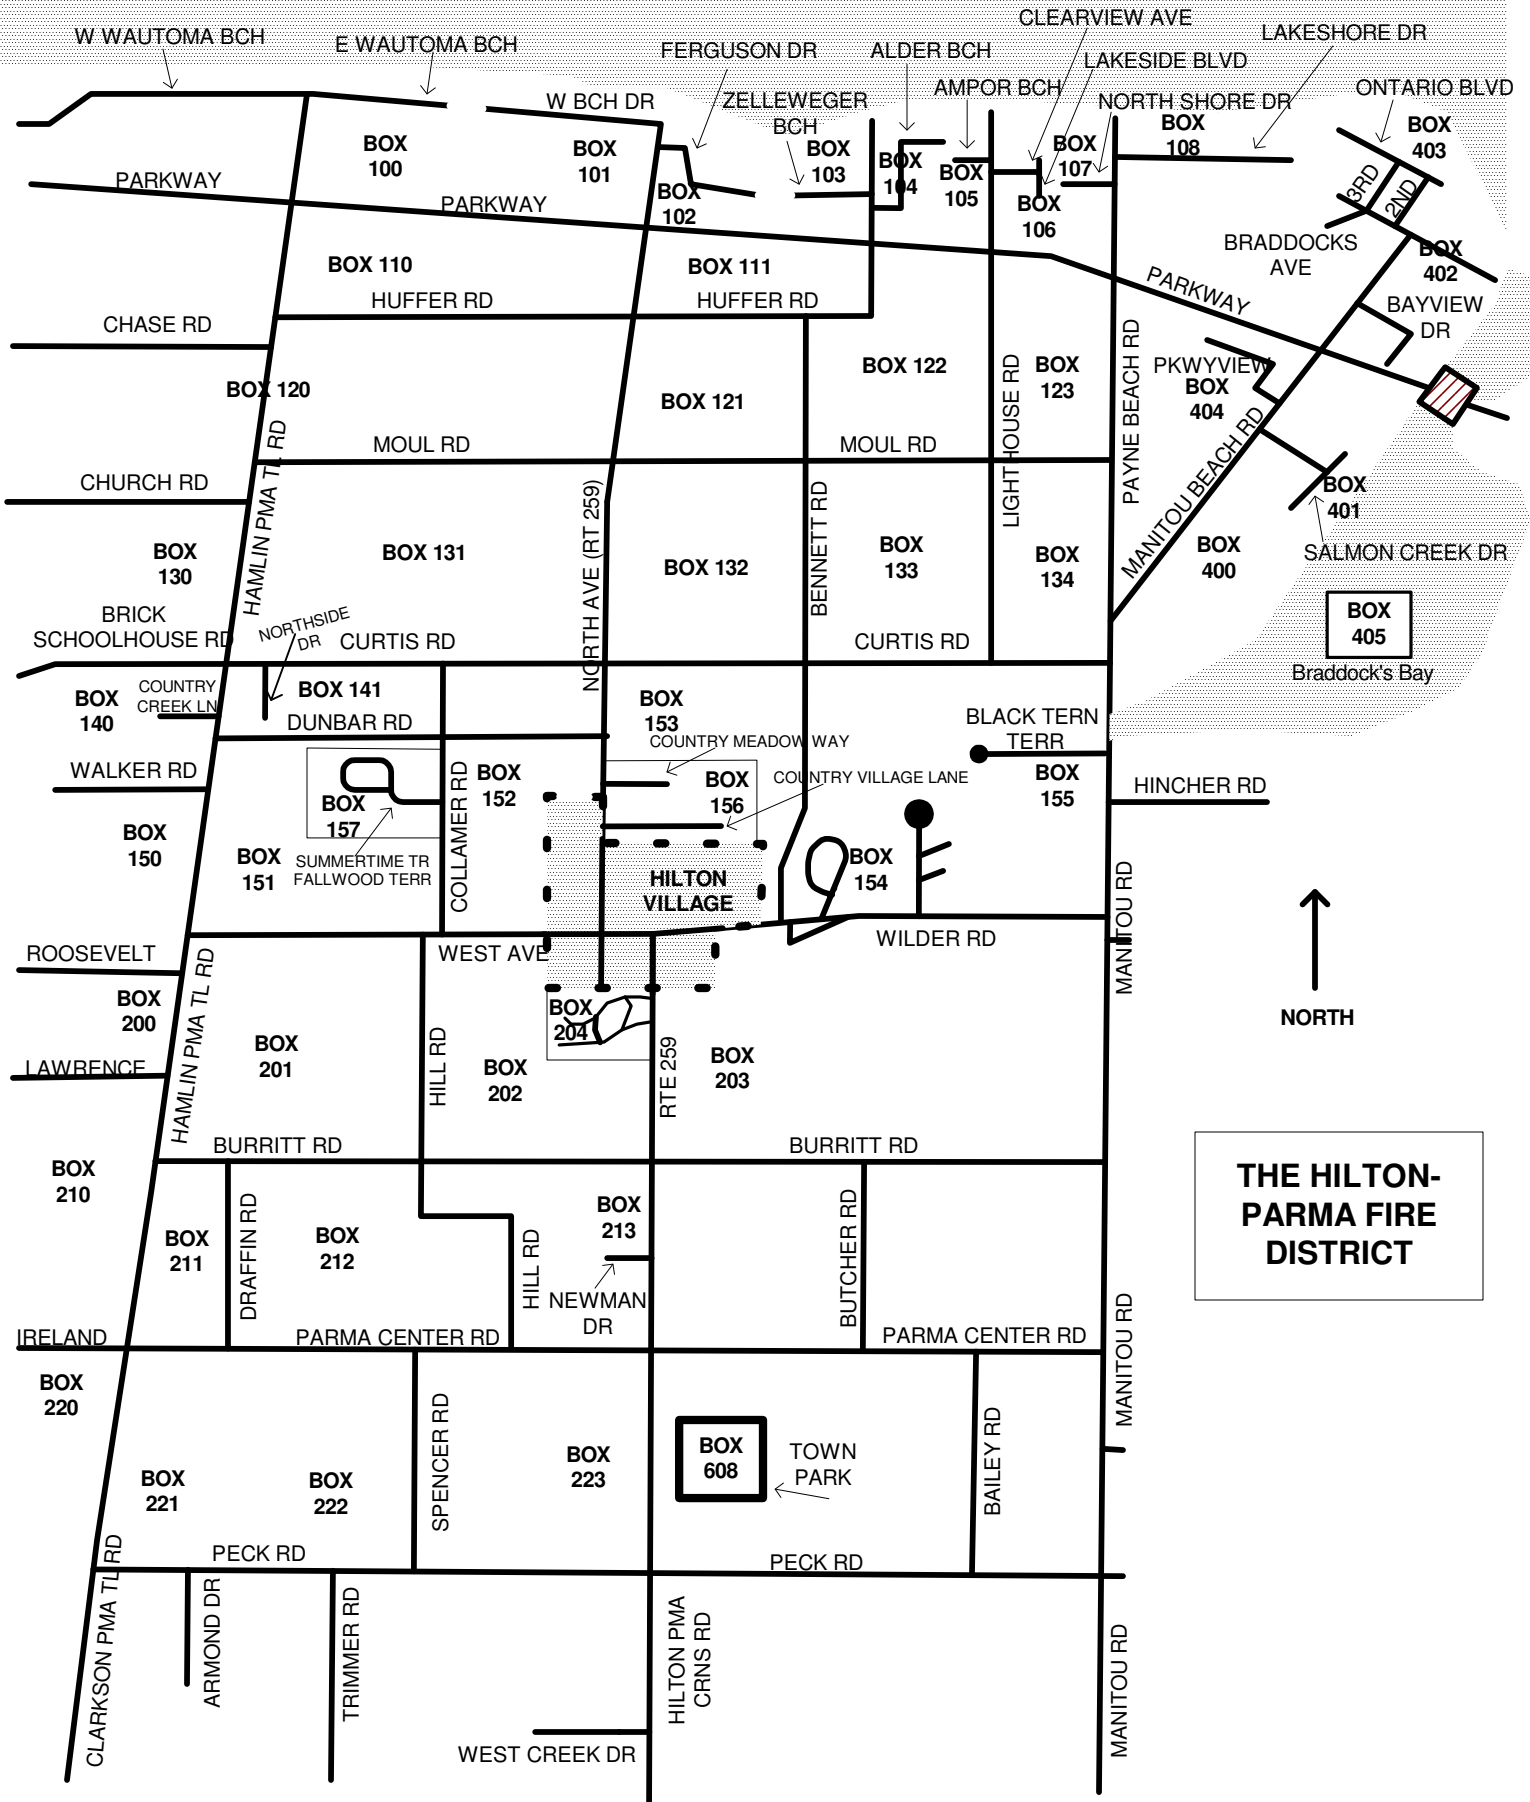 CLEARVIEW AVE
W WAUTOMA BCH
E WAUTOMA BCH
FERGUSON DR
ALDER BCH
LAKESHORE DR
LAKESIDE BLVD
W BCH DR
ZELLEWEGER
BCH
AMPOR BCH
NORTH SHORE DR
ONTARIO BLVD
BOX
100
BOX
101
BOX
102
BOX
103
BOX
104
BOX
105
BOX
106
BOX
107
BOX
108
BOX
403
3RD
2ND
PARKWAY
PARKWAY
BRADDOCKS
AVE
BOX
402
BOX 110
BOX 111
PARKWAY
HUFFER RD
HUFFER RD
BAYVIEW
DR
CHASE RD
BOX 120
BOX 121
BOX 122
LIGHTHOUSE RD
BOX
123
PAYNE BEACH RD
PKWYVIEW
BOX
404
MOUL RD
MOUL RD
HAMLIN PMA TL RD
MANITOU BEACH RD
CHURCH RD
NORTH AVE (RT 259)
BENNETT RD
BOX
401
SALMON CREEK DR
BOX
130
BOX 131
BOX 132
BOX
133
BOX
134
BOX
400
BRICK
SCHOOLHOUSE RD
NORTHSIDE
DR
CURTIS RD
CURTIS RD
BOX
405
Braddock's Bay
BOX
140
COUNTRY
CREEK LN
BOX 141
DUNBAR RD
BOX
153
COUNTRY MEADOW WAY
BLACK TERN
TERR
WALKER RD
BOX
157
COLLAMER RD
BOX
152
BOX
156
COUNTRY VILLAGE LANE
BOX
155
HINCHER RD
BOX
150
BOX
151
SUMMERTIME TR
FALLWOOD TERR
HILTON
VILLAGE
BOX
154
MANITOU RD
ROOSEVELT
WEST AVE
WILDER RD
HAMLIN PMA TL RD
BOX
200
BOX
204
NORTH
LAWRENCE
BOX
201
HILL RD
BOX
202
RTE 259
BOX
203
BURRITT RD
BURRITT RD
BOX
210
BOX
211
DRAFFIN RD
BOX
212
HILL RD
BOX
213
NEWMAN
DR
BUTCHER RD
THE HILTON-
PARMA FIRE
DISTRICT
IRELAND
PARMA CENTER RD
PARMA CENTER RD
MANITOU RD
BOX
220
BOX
221
BOX
222
SPENCER RD
BOX
223
BOX
608
TOWN
PARK
BAILEY RD
PECK RD
PECK RD
CLARKSON PMA TL RD
ARMOND DR
TRIMMER RD
HILTON PMA
CRNS RD
MANITOU RD
WEST CREEK DR